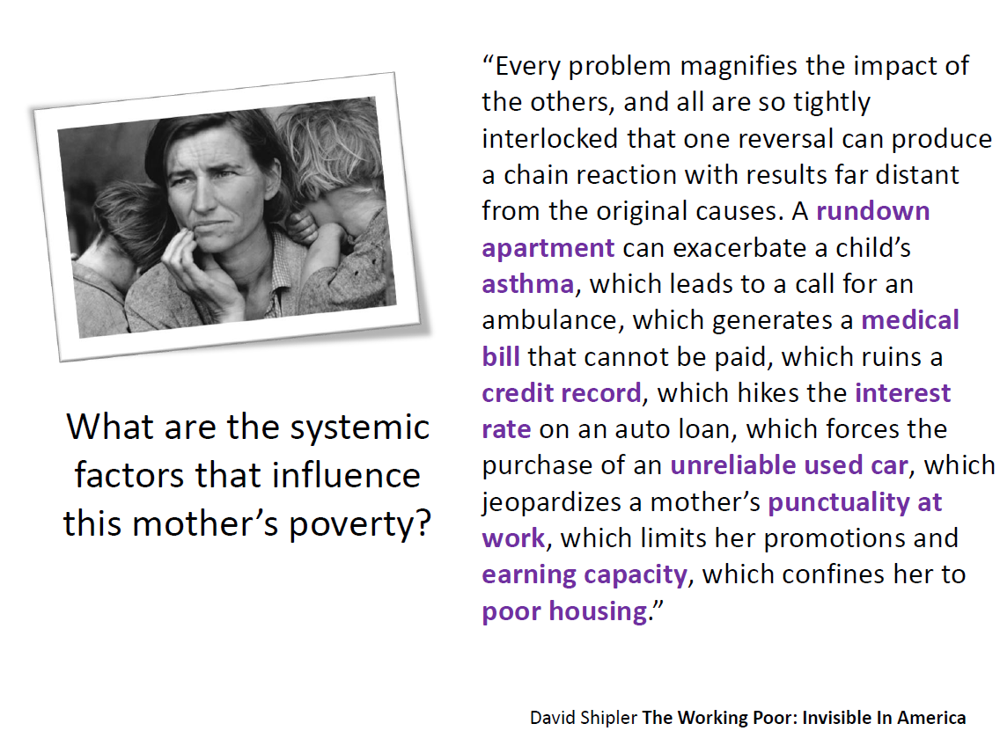 “Every problem magnifies the impact of
the others, and all are so tightly
interlocked that one reversal can produce
a chain reaction with results far distant
from the original causes. A rundown
apartment can exacerbate a child’s
asthma, which leads to a call for an
ambulance, which generates a medical
bill that cannot be paid, which ruins a
credit record, which hikes the interest
rate on an auto loan, which forces the
purchase of an unreliable used car, which
jeopardizes a mother’s punctuality at
work, which limits her promotions and
earning capacity, which confines her to
poor housing.”
What are the systemic
factors that influence
this mother’s poverty?
David Shipler The Working Poor: Invisible In America